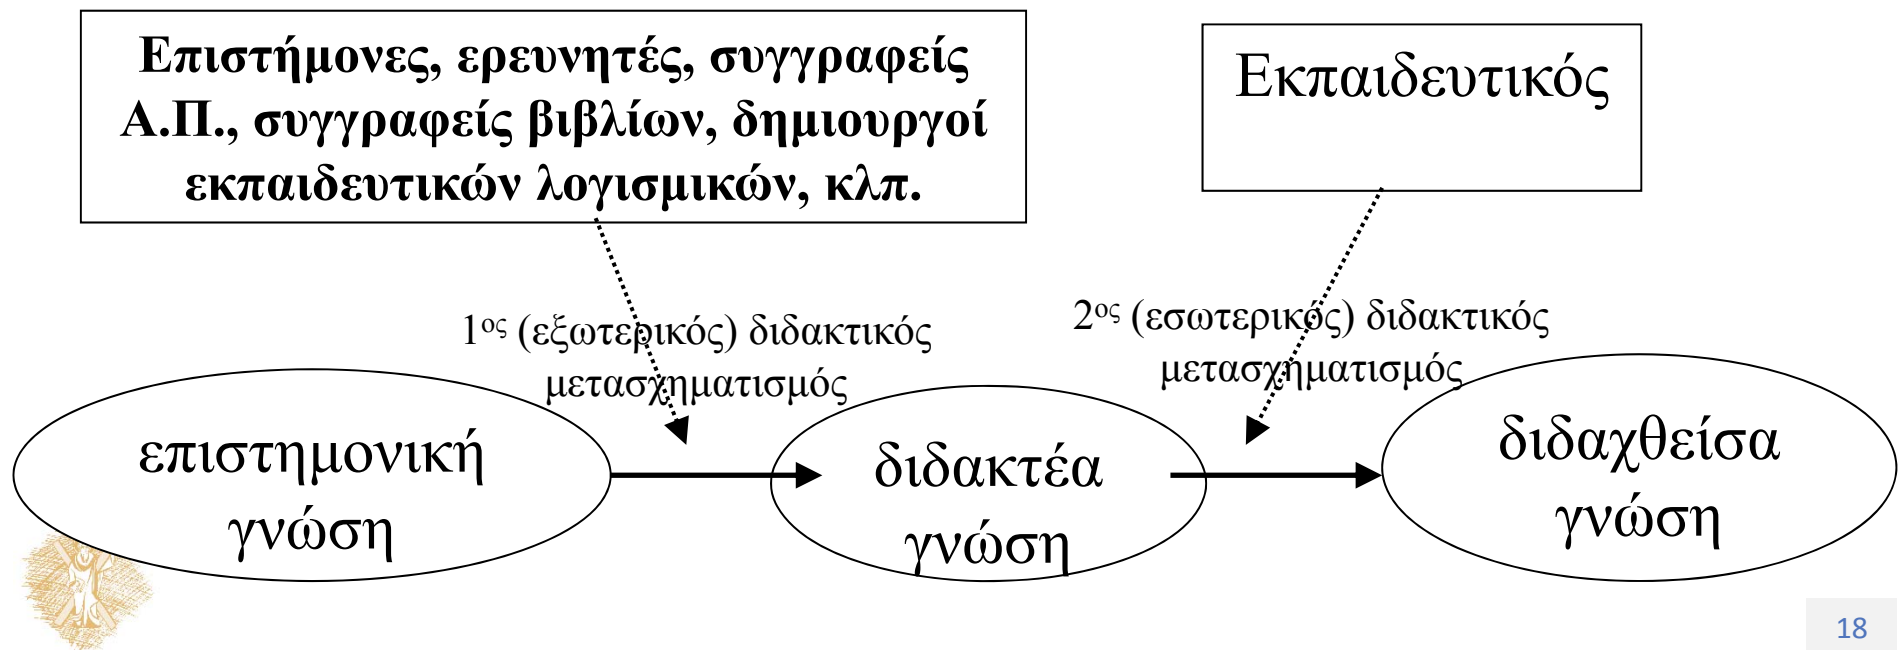 Επιστήμονες, ερευνητές, συγγραφείς
Α.Π., συγγραφείς βιβλίων, δημιουργοί
εκπαιδευτικών λογισμικών, κλπ.
Εκπαιδευτικός
1ος (εξωτερικός) διδακτικός
μετασχηματισμός
2ος (εσωτερικός) διδακτικός
μετασχηματισμός
επιστημονική
γνώση
διδακτέα
γνώση
διδαχθείσα
γνώση
18